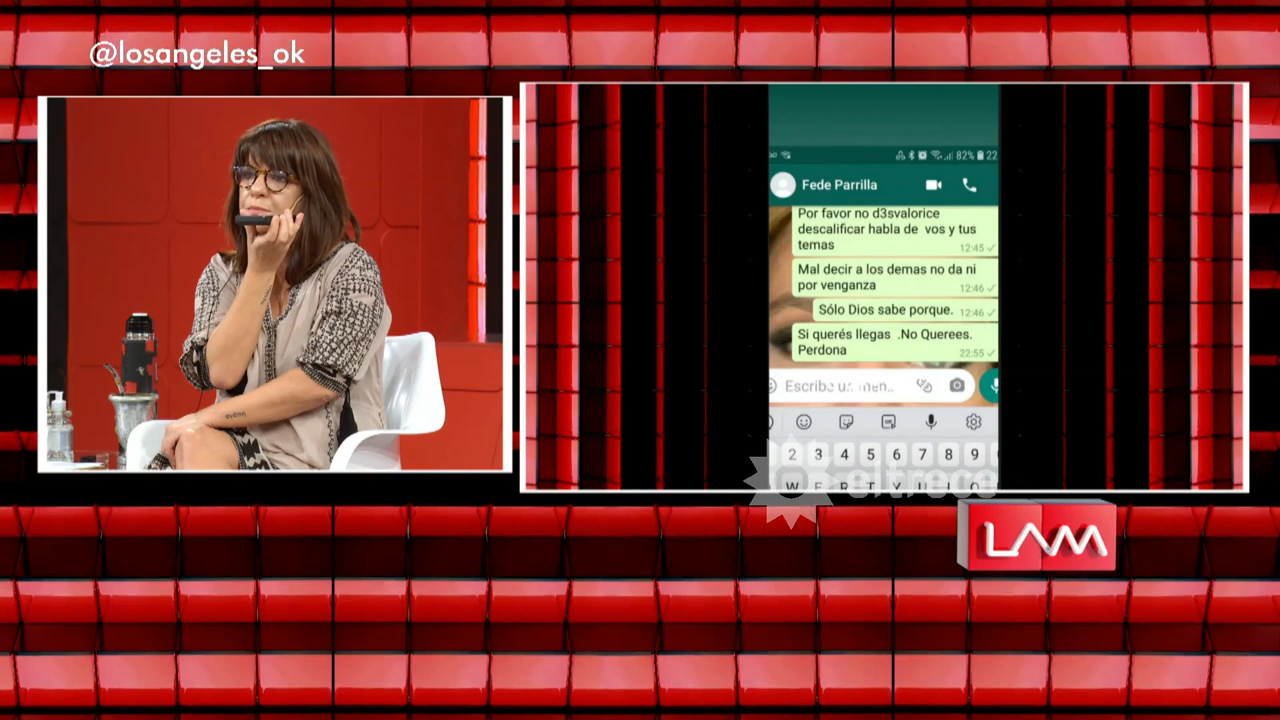 @losangeles_ok
82% 22
Fede Parrilla
Por favor no d3svalorice
descalificar habla de vos y tus
temas
12:45
Mal decir a los demas no da ni
por venganza
12:46
Sólo Dios sabe porque.
12:46
Si querés llegas .No Querees.
Perdona
22:55
Escribe un men..
2 3 4 5 6 7 8 9
W E R T Y U I O
eltrece
LAM